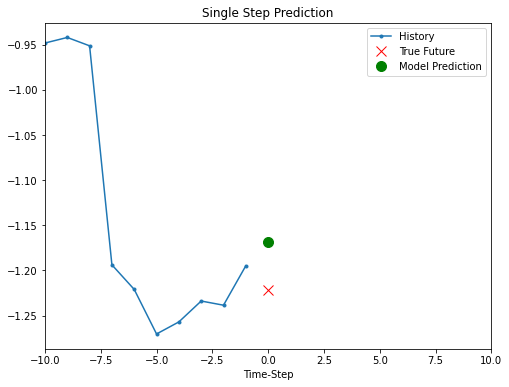 Single Step Prediction
History
True Future
Model Prediction
−0.95
−1.00
−1.05
−1.10
−1.15
−1.20
−1.25
−10.0 −7.5 −5.0 −2.5 0.0 2.5 5.0 7.5 10.0
Time-Step